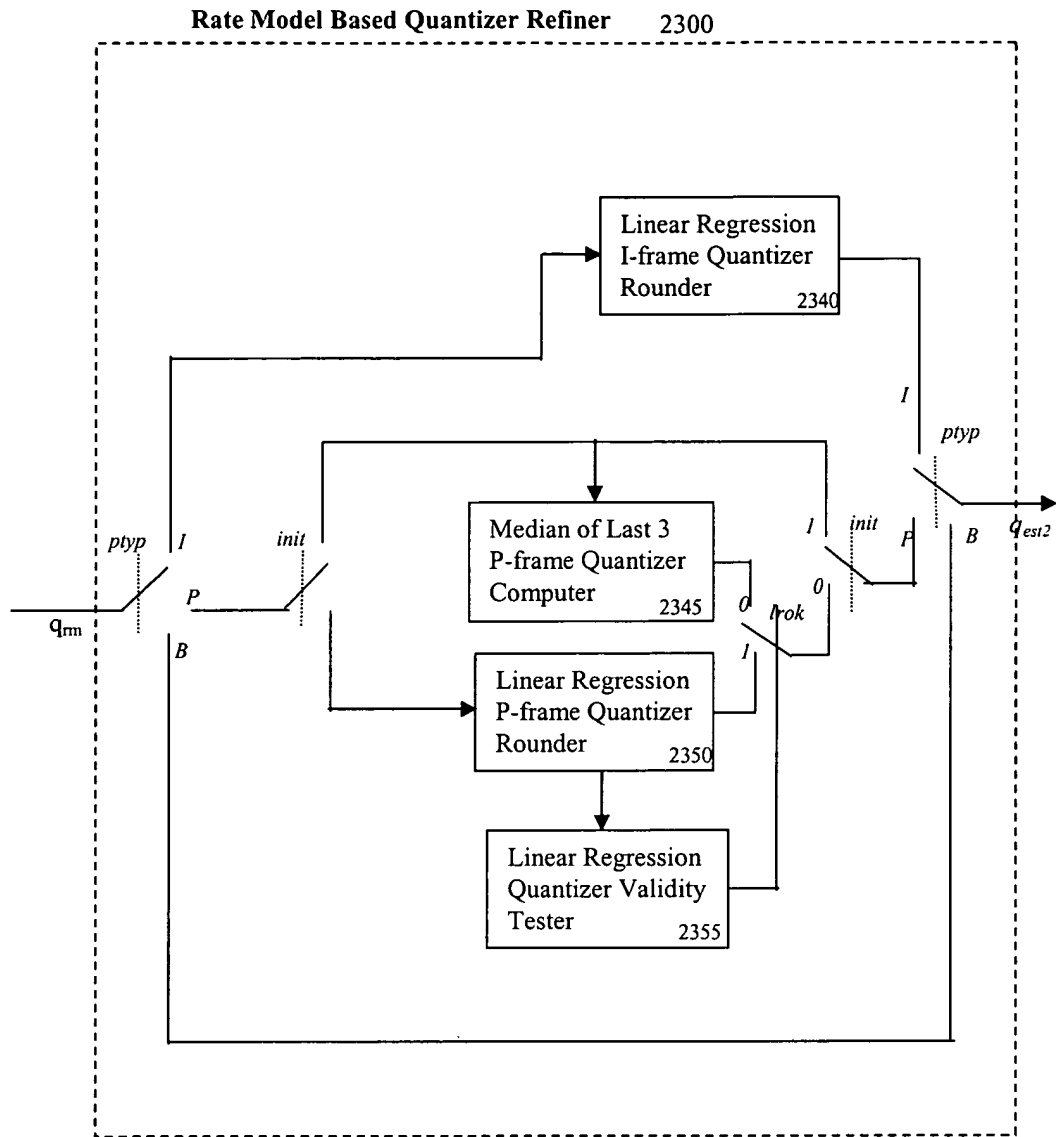 Rate Model Based Quantizer Refiner 2300
Linear Regression
I-frame Quantizer
Rounder
2340
I
ptyp
ptyp
I
init
Median of Last 3
P-frame Quantizer
Computer
2345
1
init
P
B
q_est2
0
0
lrok
1
P
q_rm
B
Linear Regression
P-frame Quantizer
Rounder
2350
Linear Regression
Quantizer Validity
Tester
2355